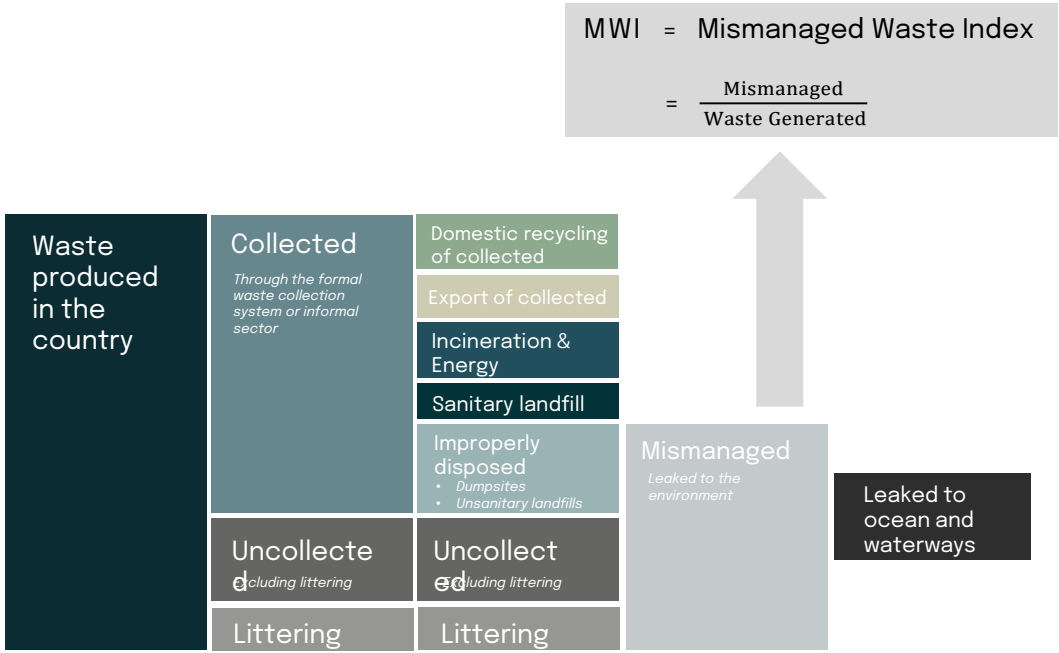 MWI = Mismanaged Waste Index
= Mismanaged
Waste Generated
Waste
produced
in the
country
Collected
Through the formal
waste collection
system or informal
sector
Domestic recycling
of collected
Export of collected
Incineration &
Energy
Sanitary landfill
Improperly
disposed
• Dumpsites
• Unsanitary landfills
Mismanaged
Leaked to the
environment
Leaked to
ocean and
waterways
Uncollecte
d
Excluding littering
Uncollect
ed
Excluding littering
Littering
Littering